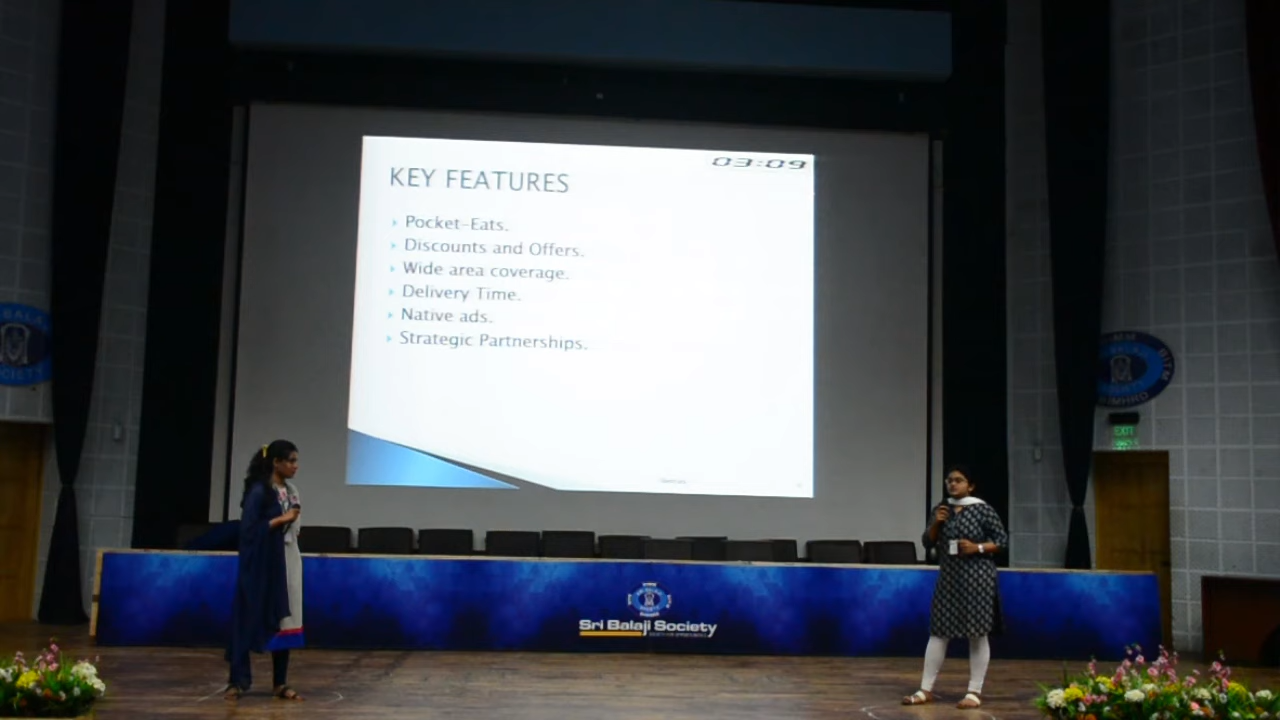 03:09
KEY FEATURES
Pocket-Eats.
Discounts and Offers.
Wide area coverage.
Delivery Time.
Native ads.
Strategic Partnerships.
EXIT
Sri Balaji Society